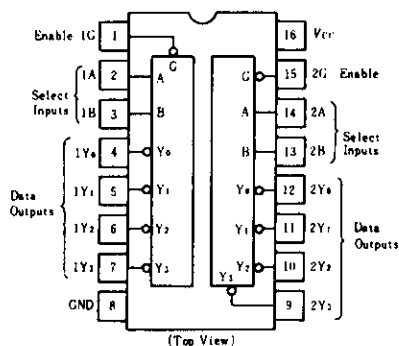 Enable 1G 1 16 Vcc
G
1A 2 A G 15 2G Enable
Select Inputs
1B 3 B A 14 2A
Select Inputs
1Y0 4 Y0 B 13 2B
1Y1 5 Y1 Y0 12 2Y0
Data Outputs
1Y2 6 Y2 Y1 11 2Y1
Data Outputs
1Y3 7 Y3 Y2 10 2Y2
Y3
GND 8 9 2Y3
(Top View)